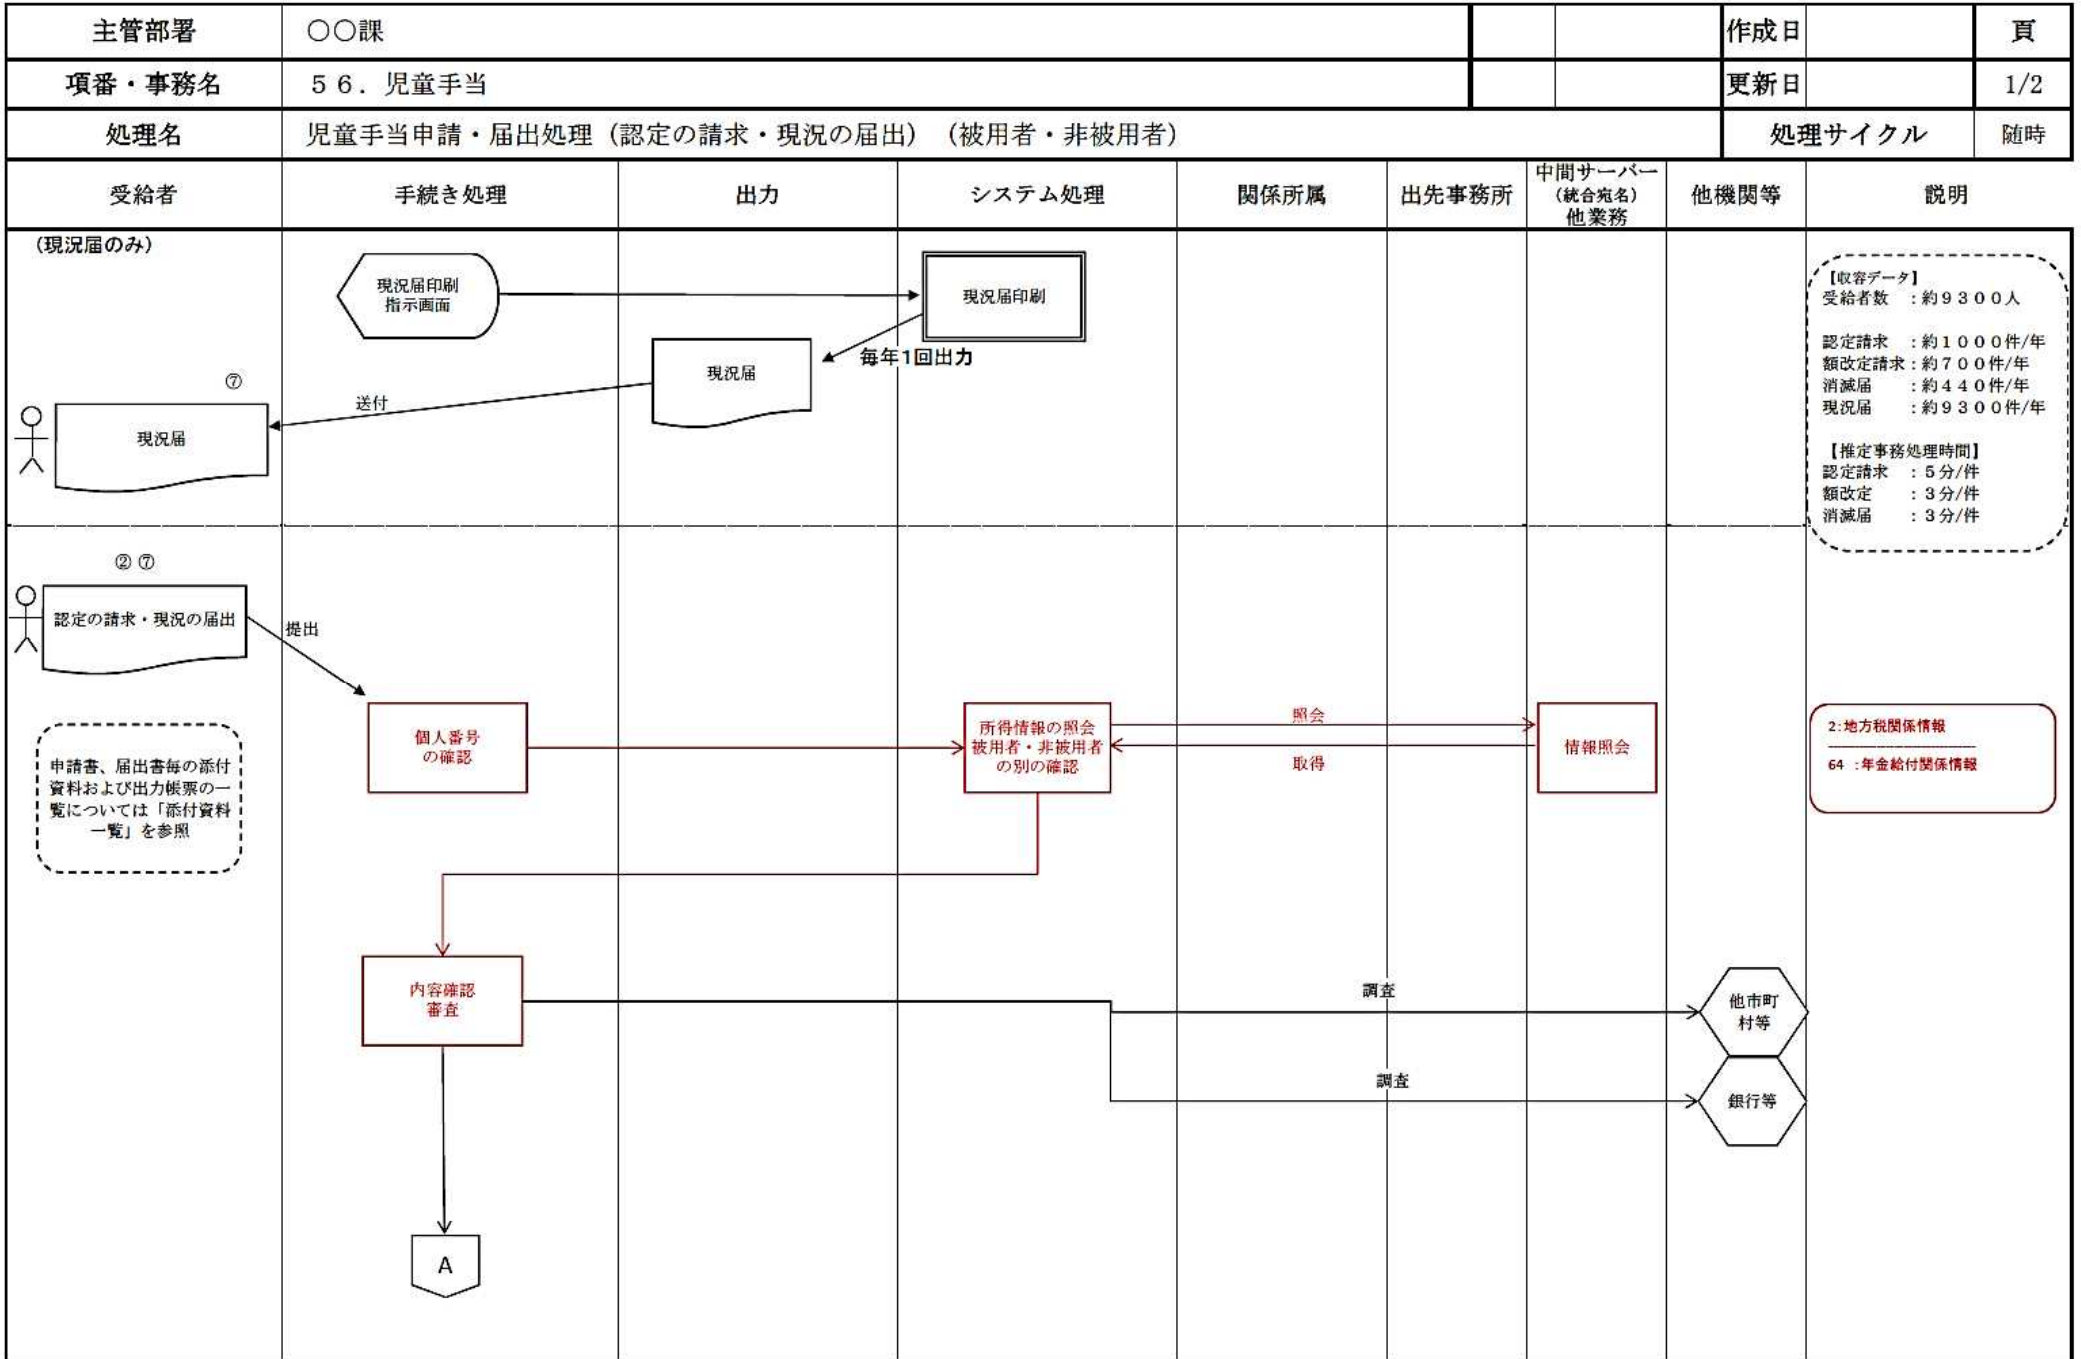 主管部署
○○課
作成日
頁
項番・事務名
５６．児童手当
更新日
1/2
処理名
児童手当申請・届出処理（認定の請求・現況の届出）（被用者・非被用者）
処理サイクル
随時
受給者
手続き処理
出力
システム処理
関係所属
出先事務所
中間サーバー
（統合宛名）
他業務
他機関等
説明
（現況届のみ）
現況届印刷
指示画面
現況届印刷
毎年1回出力
現況届
送付
⑦
現況届
【収容データ】
受給者数　：約９３００人
認定請求　：約１０００件/年
額改定請求：約７００件/年
消滅届　　：約４４０件/年
現況届　　：約９３００件/年
【推定事務処理時間】
認定請求　：５分/件
額改定　　：３分/件
消滅届　　：３分/件
② ⑦
認定の請求・現況の届出
提出
個人番号
の確認
所得情報の照会
被用者・非被用者
の別の確認
照会
取得
情報照会
2:地方税関係情報
64 :年金給付関係情報
申請書、届出書毎の添付
資料および出力帳票の一
覧については「添付資料
一覧」を参照
内容確認
審査
調査
他市町
村等
調査
銀行等
A